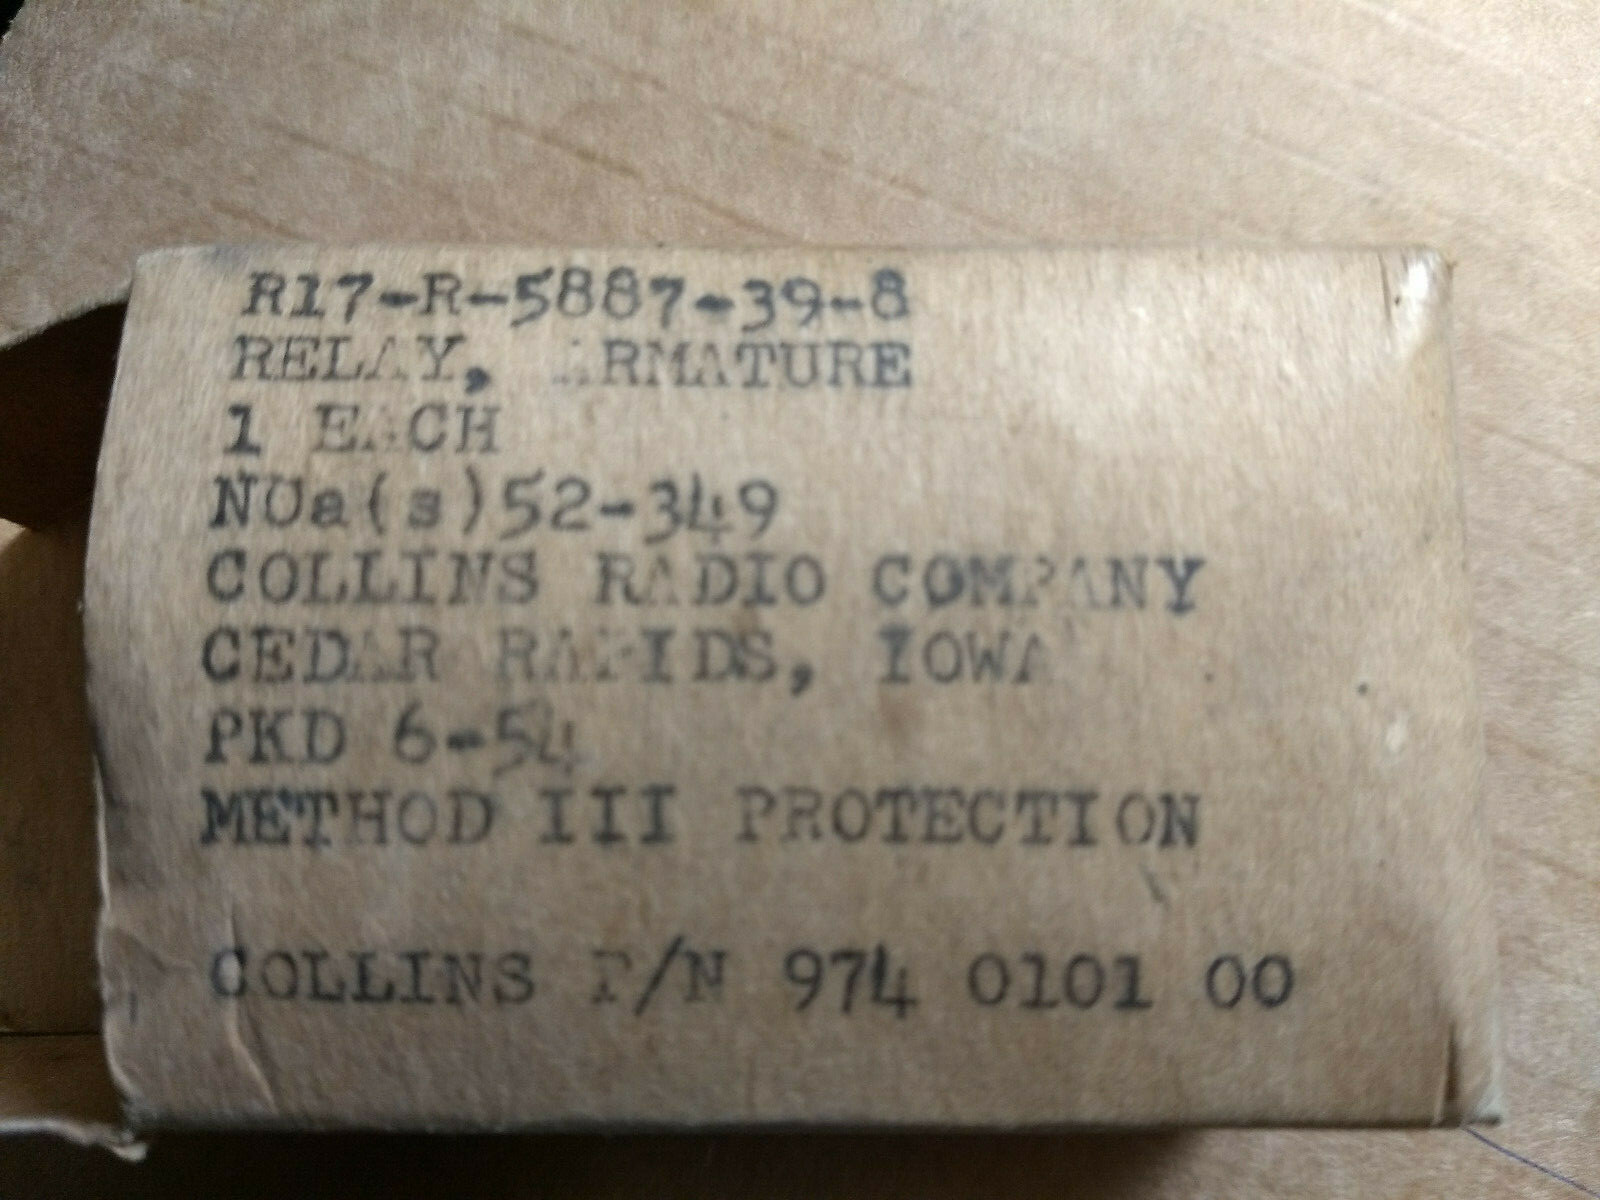 R17-R-5887-39-8
RELAY, ARMATURE
1 EACH
NUa(s)52-349
COLLINS RADIO COMPANY
CEDAR RAPIDS, IOWA
PKD 6-54
METHOD III PROTECTION
COLLINS P/N 974 0101 00